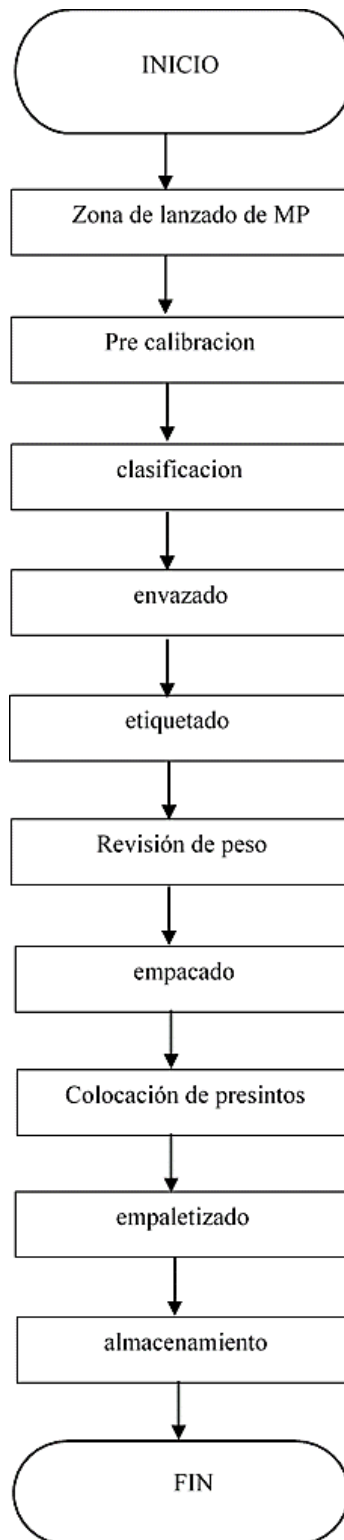 INICIO
Zona de lanzado de MP
Pre calibracion
clasificacion
envazado
etiquetado
Revisión de peso
empacado
Colocación de presintos
empaletizado
almacenamiento
FIN